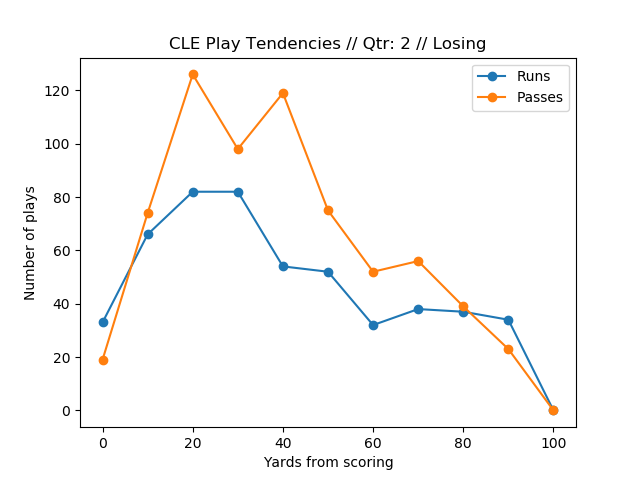 CLE Play Tendencies // Qtr: 2 // Losing
Runs
Passes
Number of plays
120
100
80
60
40
20
0
0 20 40 60 80 100
Yards from scoring